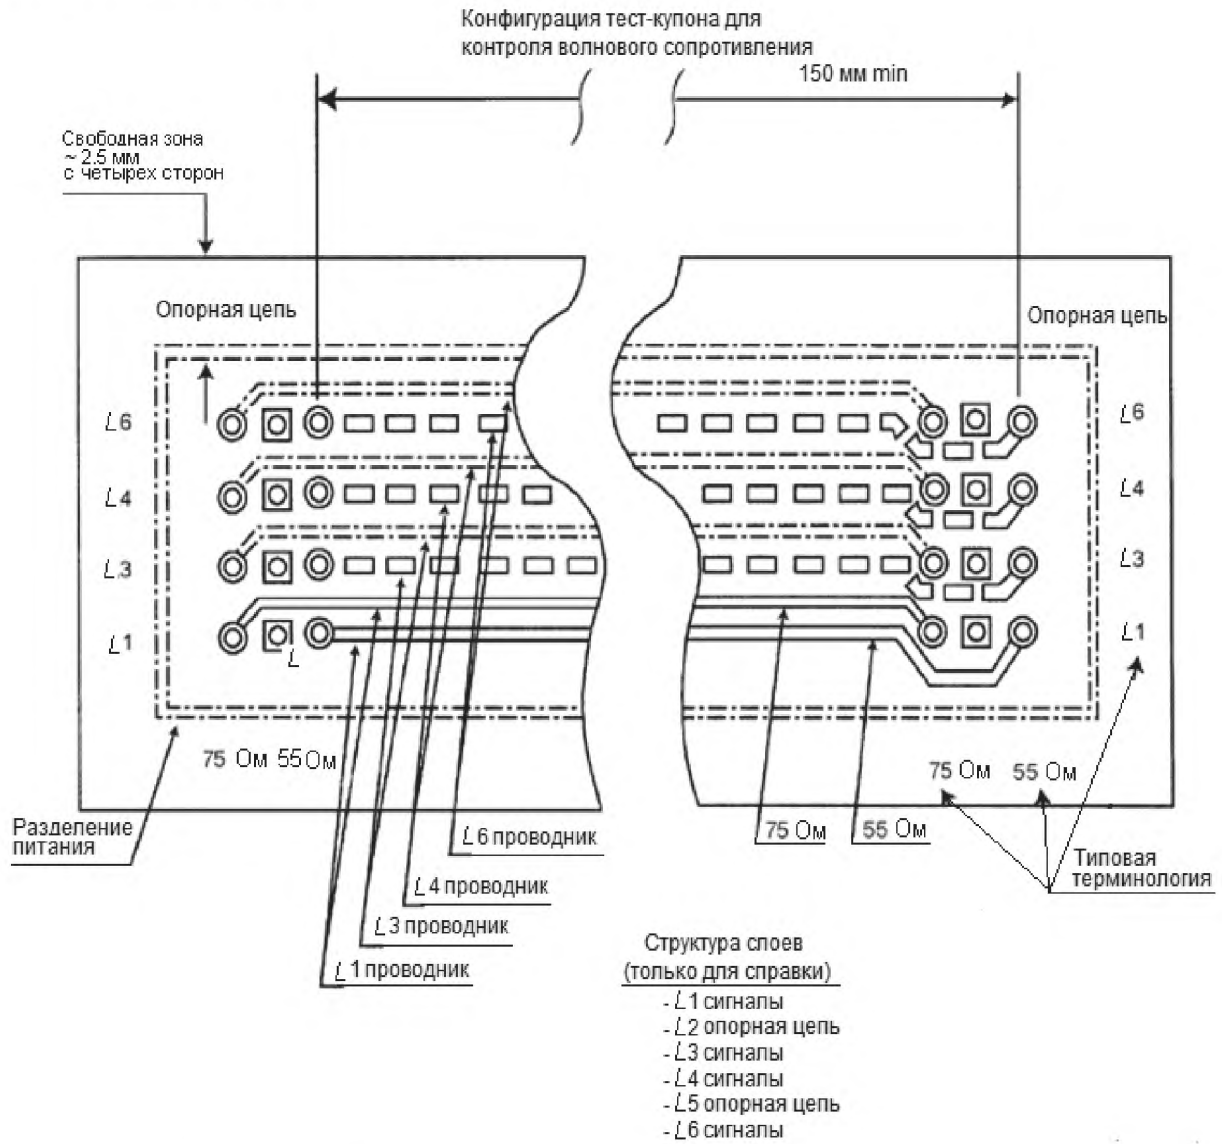 Конфигурация тест-купона для
контроля волнового сопротивления
150 мм min
Свободная зона
~ 2.5 мм
с четырех сторон
Опорная цепь
Опорная цепь
L6
L6
L4
L4
L3
L3
L1
L
L1
75 Ом 55 Ом
75 Ом 55 Ом
Разделение
питания
75 Ом
55 Ом
L6 проводник
Типовая
терминология
L4 проводник
L3 проводник
L1 проводник
Структура слоев
(только для справки)
- L1 сигналы
- L2 опорная цепь
- L3 сигналы
- L4 сигналы
- L5 опорная цепь
- L6 сигналы